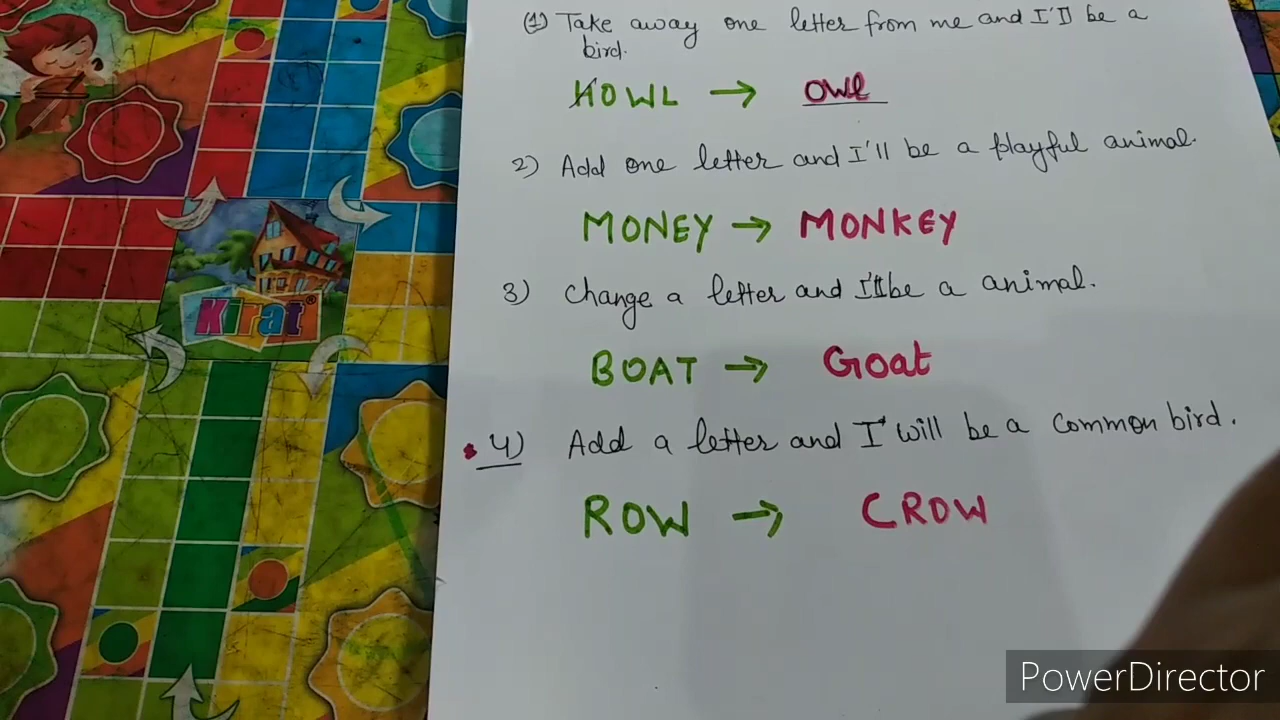 (1) Take away one letter from me and I'll be a
bird.
HOWL → owl
2) Add one letter and I'll be a playful animal.
MONEY → MONKEY
3) Change a letter and I'll be a animal.
BOAT → Goat
4) Add a letter and I will be a common bird.
ROW → CROW
Kirat®
PowerDirector